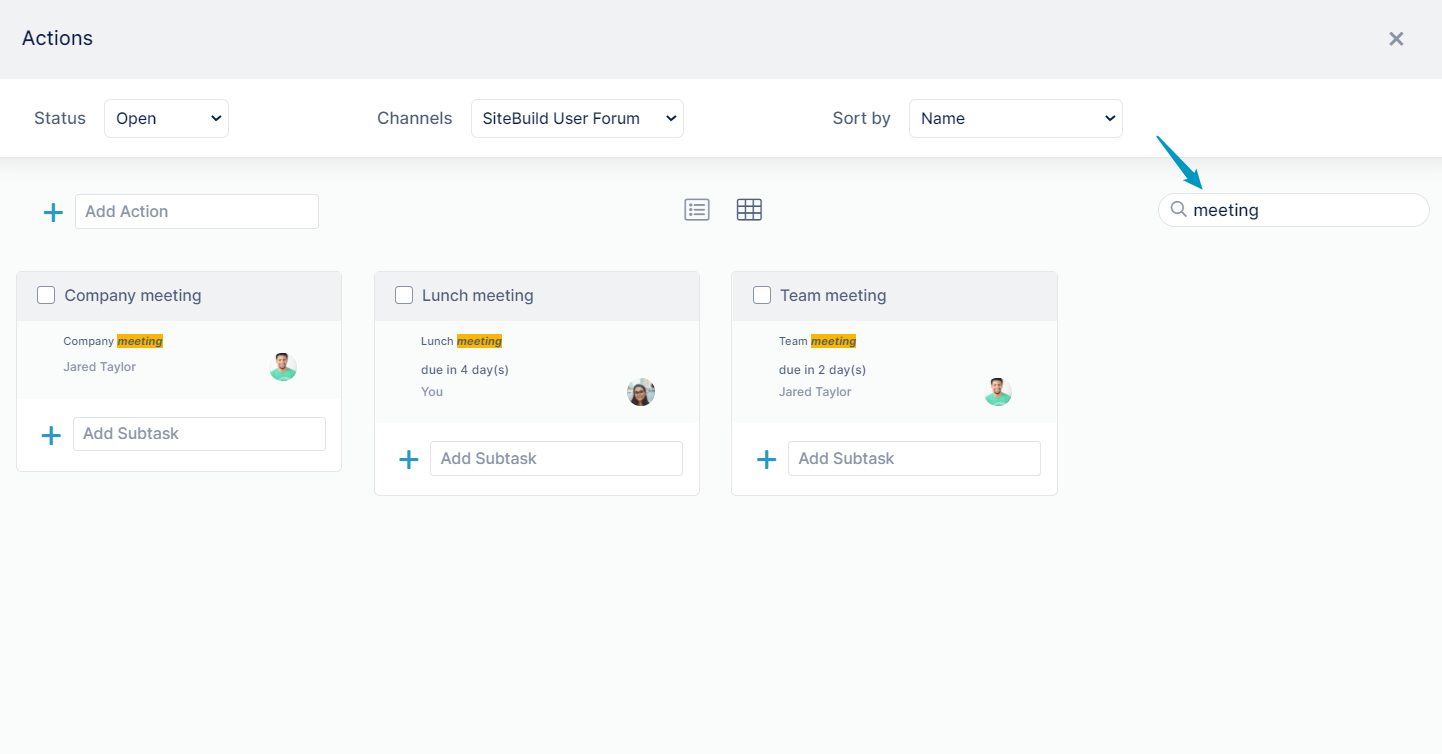 Actions
Status Open Channels SiteBuild User Forum Sort by Name
Add Action
meeting
Company meeting
Company meeting
Jared Taylor
Add Subtask
Lunch meeting
Lunch meeting
due in 4 day(s)
You
Add Subtask
Team meeting
Team meeting
due in 2 day(s)
Jared Taylor
Add Subtask